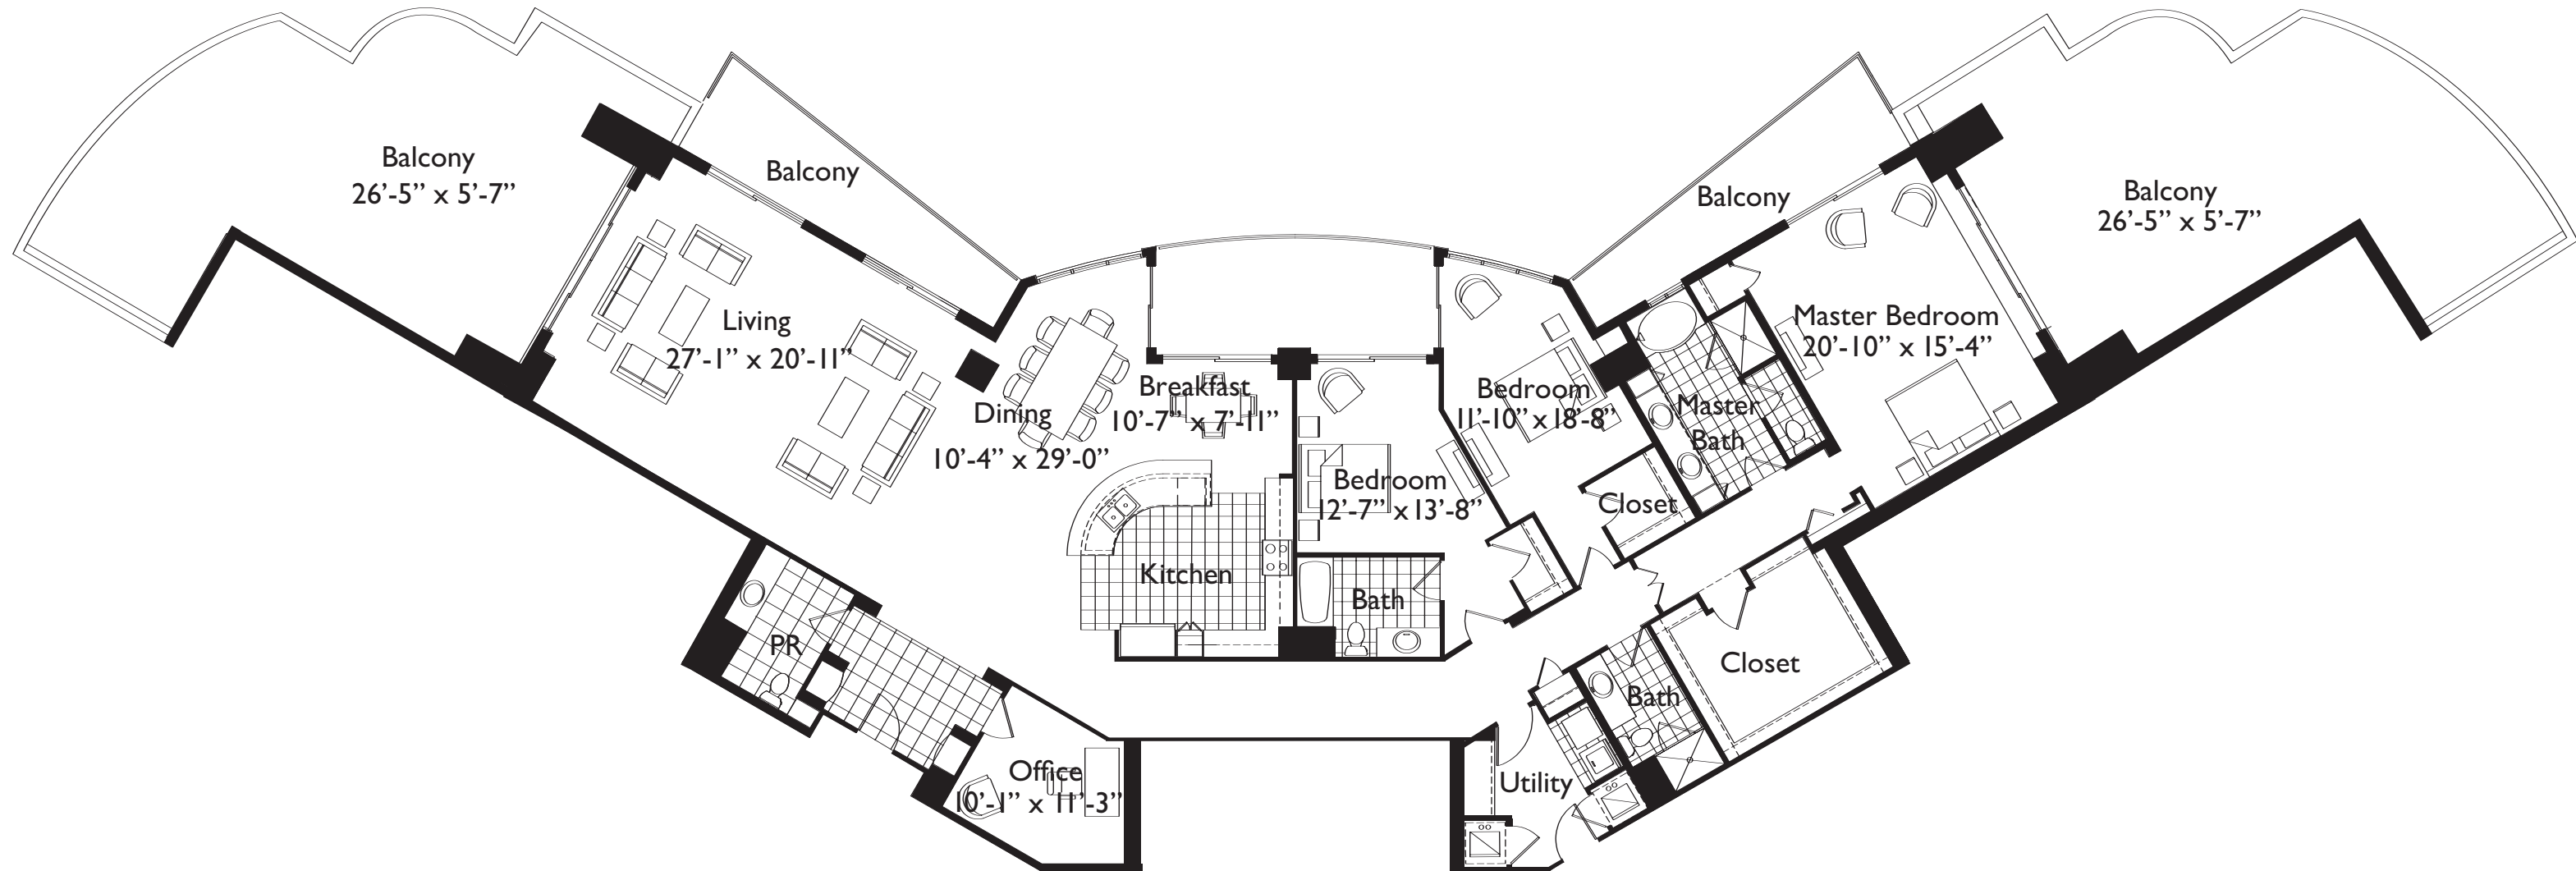 Balcony
26’-5” x 5’-7”
Balcony
Living
27’-1” x 20’-11”
Dining
10’-4” x 29’-0”
Breakfast
10’-7” x 7’-11”
Kitchen
PR
Office
10’-1” x 11’-3”
Bedroom
12’-7” x 13’-8”
Bath
Bedroom
11’-10” x 18’-8”
Closet
Master
Bath
Balcony
Master Bedroom
20’-10” x 15’-4”
Balcony
26’-5” x 5’-7”
Closet
Bath
Utility